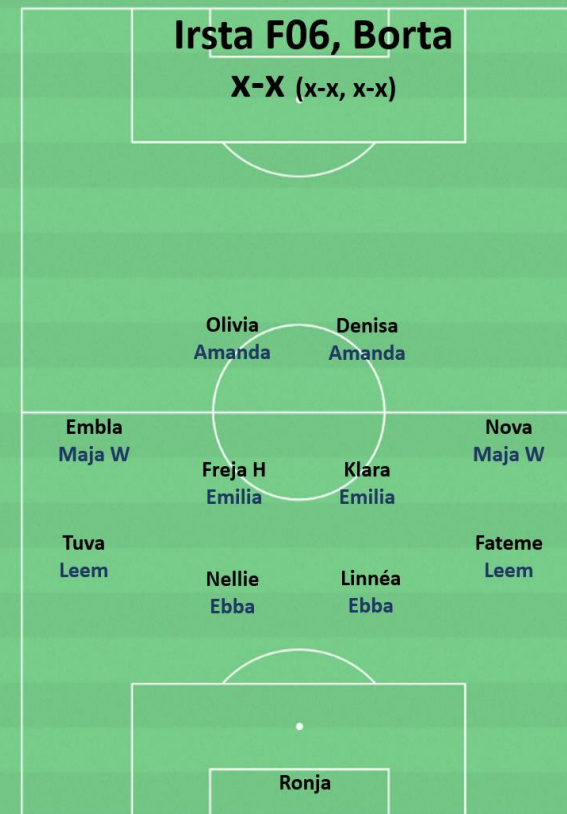 Irsta F06, Borta
x-x (x-x, x-x)
Olivia Denisa
Amanda Amanda
Embla Nova
Maja W Maja W
Freja H Klara
Emilia Emilia
Tuva Fateme
Leem Leem
Nellie Linnéa
Ebba Ebba
Ronja